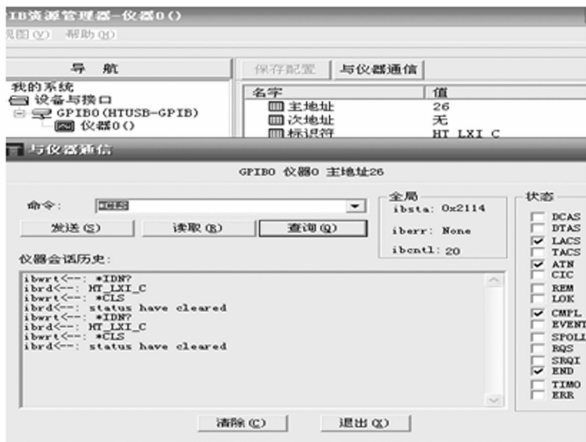 IB资源管理器-仪器0()
视图(V) 帮助(H)
导 航
保存配置 与仪器通信
我的系统
设备与接口
GPIB0(HTUSB-GPIB)
仪器0()
名字 值
主地址 26
次地址 无
标识符 HT LXI C
与仪器通信
GPIB0 仪器0 主地址26
命令:
发送(S) 读取(R) 查询(Q)
全局
ibsta: 0x2114
iberr: None
ibcntl: 20
状态
DCAS
DTAS
LACS
TACS
ATN
CIC
REM
LOK
CMPL
EVENT
SPOLL
RQS
SRQI
END
TIMO
ERR
仪器会话历史:
ibwrt<--: *IDN?
ibrd<--: HT_LXI_C
ibwrt<--: *CLS
ibrd<--: status have cleared
ibwrt<--: *IDN?
ibrd<--: HT_LXI_C
ibwrt<--: *CLS
ibrd<--: status have cleared
清除(C) 退出(X)